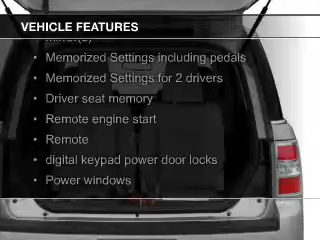 VEHICLE FEATURES
• Memorized Settings including pedals
• Memorized Settings for 2 drivers
• Driver seat memory
• Remote engine start
• Remote
• digital keypad power door locks
• Power windows